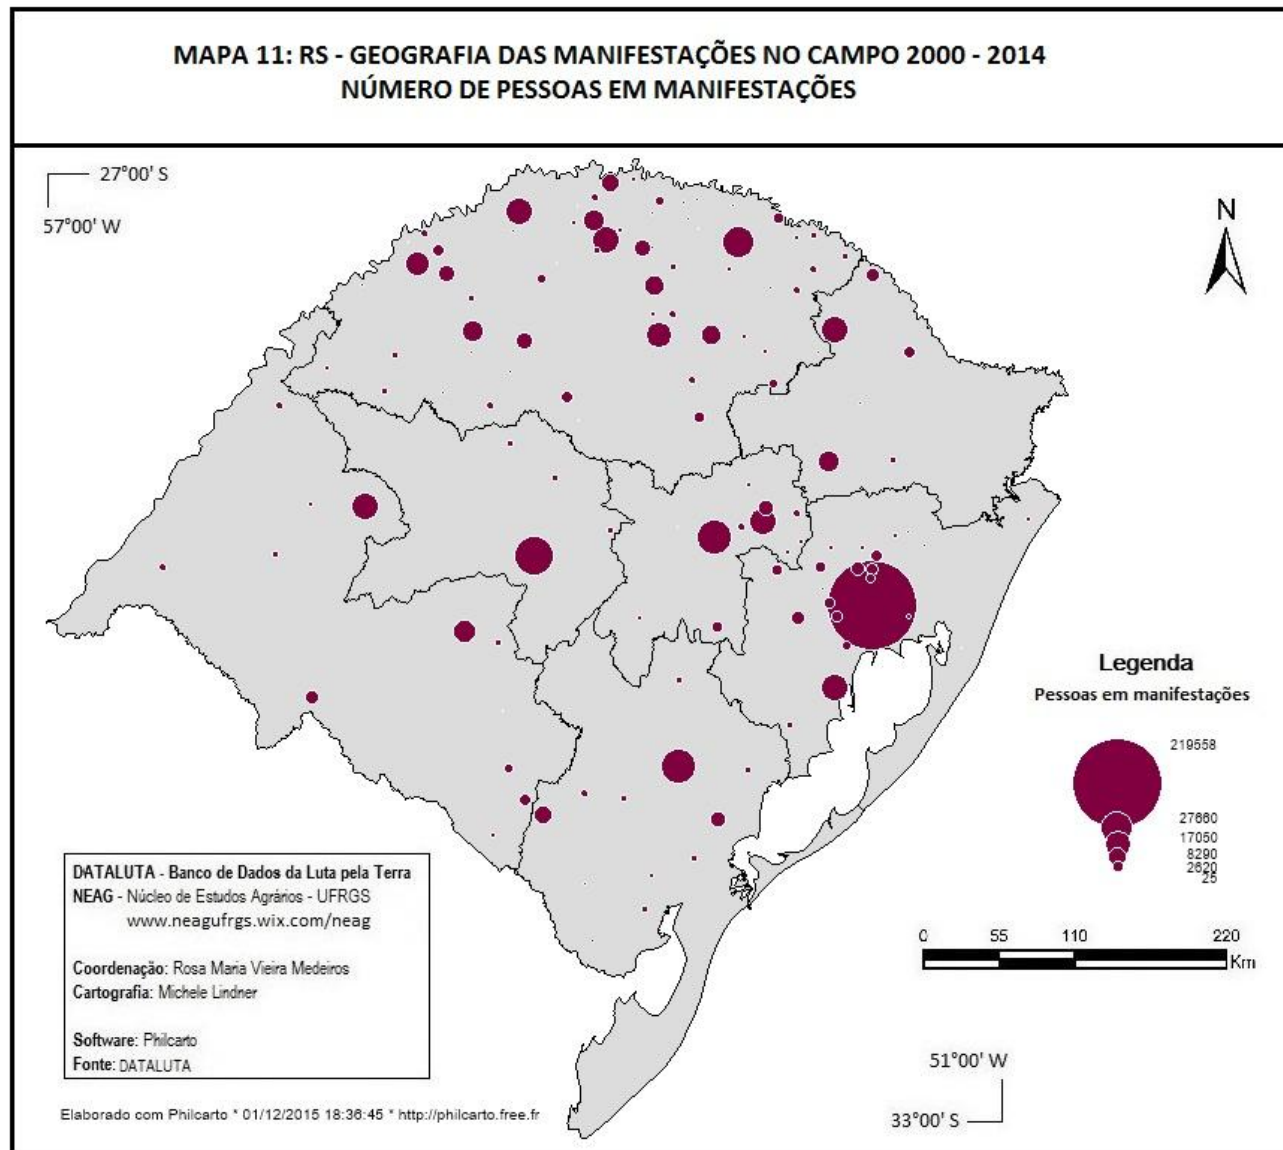 MAPA 11: RS - GEOGRAFIA DAS MANIFESTAÇÕES NO CAMPO 2000 - 2014
NÚMERO DE PESSOAS EM MANIFESTAÇÕES
27°00' S
57°00' W
N
Legenda
Pessoas em manifestações
219558
27660
17050
8290
2620
25
DATALUTA - Banco de Dados da Luta pela Terra
NEAG - Núcleo de Estudos Agrários - UFRGS
www.neagufrgs.wix.com/neag
Coordenação: Rosa Maria Vieira Medeiros
Cartografia: Michele Lindner
Software: Philcarto
Fonte: DATALUTA
0 55 110 220
Km
51°00' W
33°00' S
Elaborado com Philcarto * 01/12/2015 18:36:45 * http://philcarto.free.fr